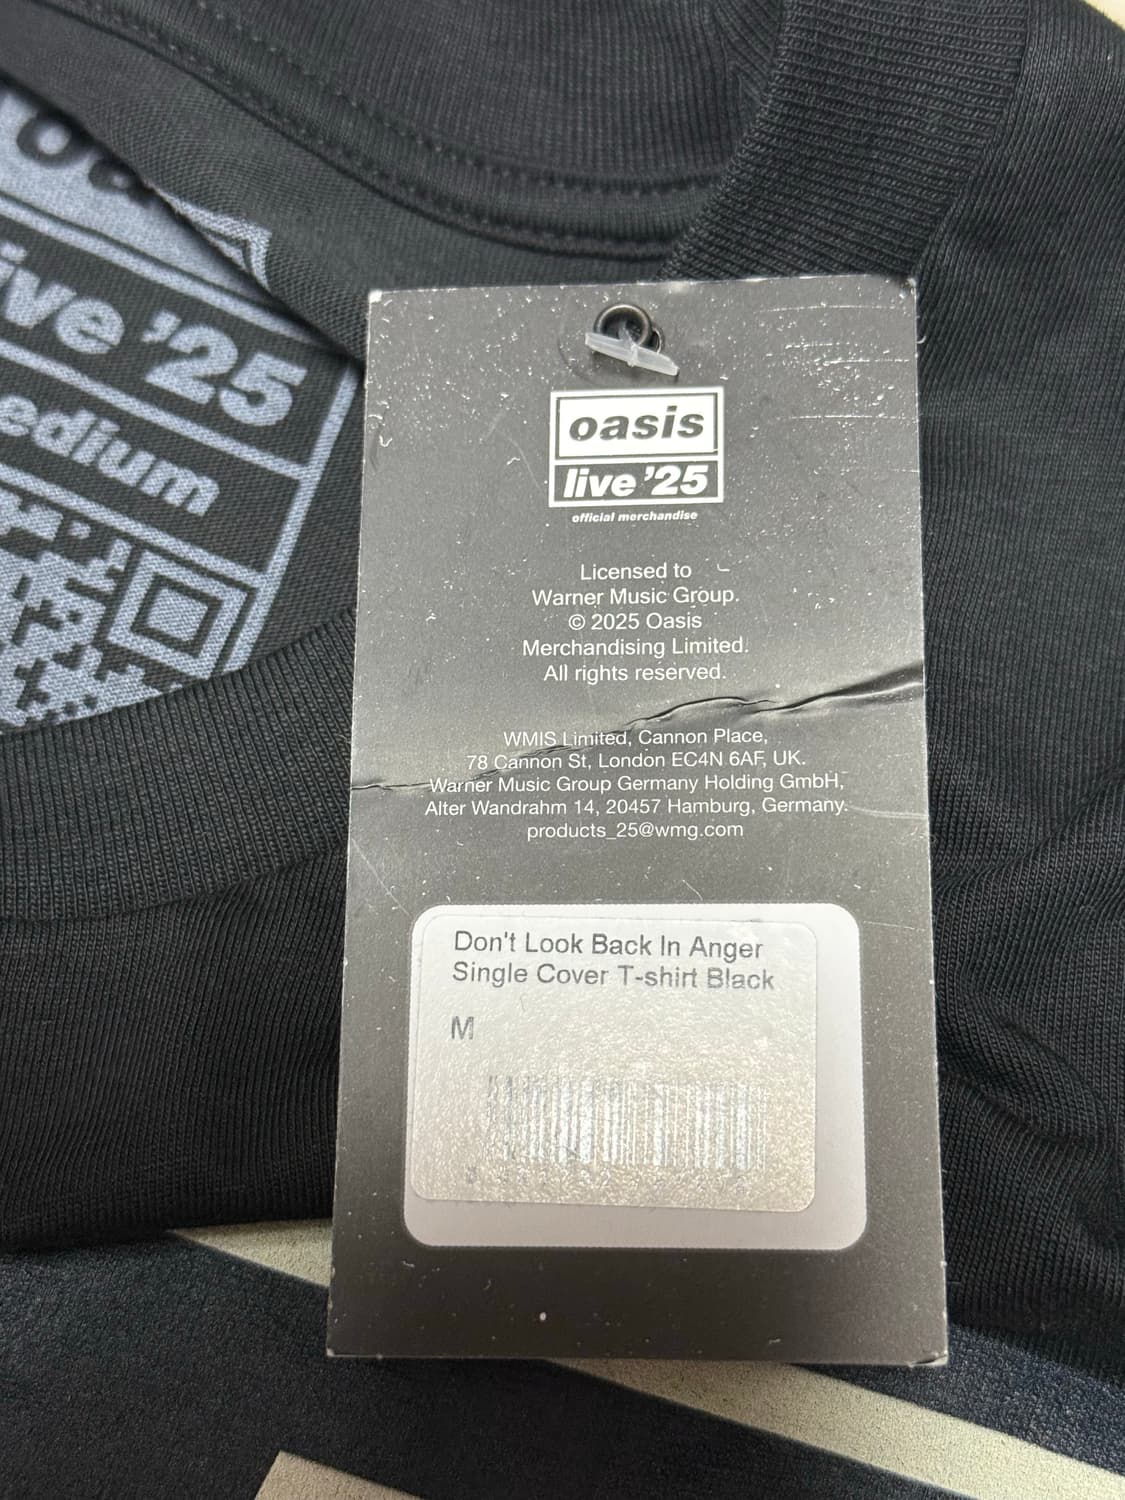 live '25
edium
oasis
live '25
official merchandise
Licensed to
Warner Music Group.
© 2025 Oasis
Merchandising Limited.
All rights reserved.
WMIS Limited, Cannon Place,
78 Cannon St, London EC4N 6AF, UK.
Warner Music Group Germany Holding GmbH,
Alter Wandrahm 14, 20457 Hamburg, Germany.
products_25@wmg.com
Don't Look Back In Anger
Single Cover T-shirt Black
M